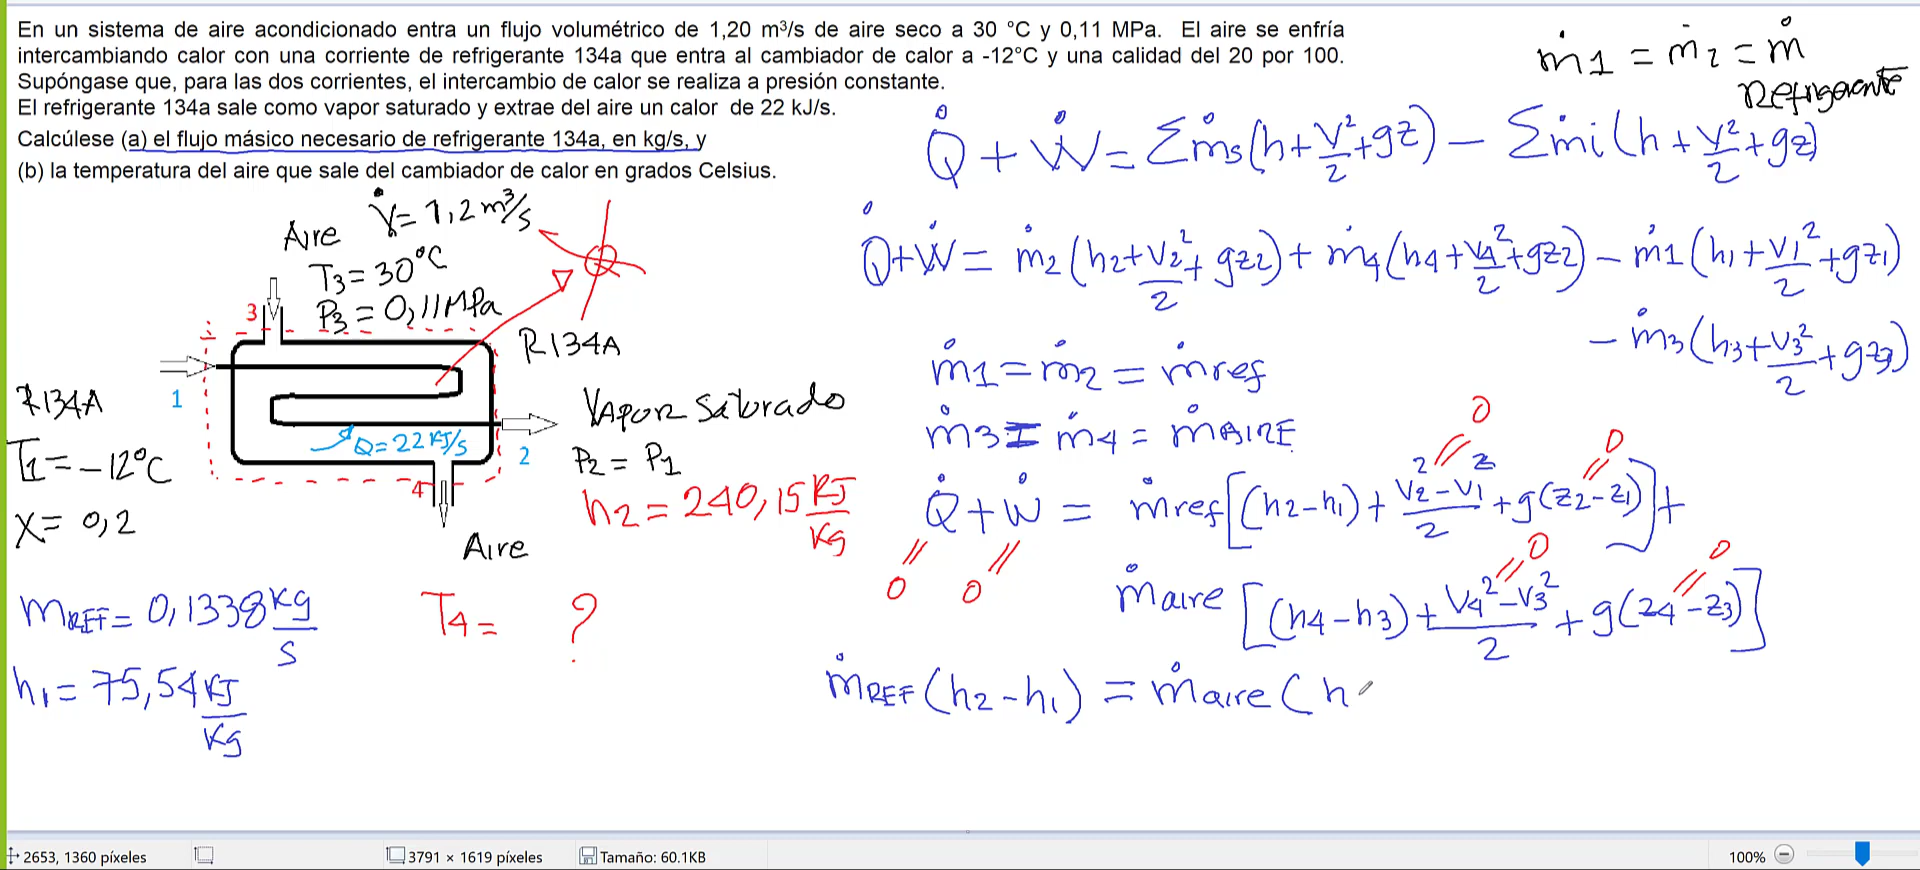 En un sistema de aire acondicionado entra un flujo volumétrico de 1,20 m³/s de aire seco a 30 °C y 0,11 MPa. El aire se enfría
intercambiando calor con una corriente de refrigerante 134a que entra al cambiador de calor a -12°C y una calidad del 20 por 100.
Supóngase que, para las dos corrientes, el intercambio de calor se realiza a presión constante.
El refrigerante 134a sale como vapor saturado y extrae del aire un calor de 22 kJ/s.
Calcúlese (a) el flujo másico necesario de refrigerante 134a, en kg/s, y
(b) la temperatura del aire que sale del cambiador de calor en grados Celsius.
ṁ1 = ṁ2 = ṁ
Refrigerante
Q̇ + Ẇ = Σṁs(h + V²/2 + gz) - Σṁi(h + V²/2 + gz)
Q̇ + Ẇ = ṁ2(h2 + V2²/2 + gz2) + ṁ4(h4 + V4²/2 + gz2) - ṁ1(h1 + V1²/2 + gz1)
- ṁ3(h3 + V3²/2 + gz3)
ṁ1 = ṁ2 = ṁref
ṁ3 = ṁ4 = ṁAIRE
Q̇ + Ẇ = ṁref[(h2-h1) + V2²-V1²/2 + g(z2-z1)] +
0 0 0 0
ṁaire[(h4-h3) + V4²-V3²/2 + g(z4-z3)]
0 0
ṁREF(h2-h1) = ṁaire(h
Aire V̇ = 1,2 m³/s
T3 = 30°C
P3 = 0,11 MPa
3
R134A
1
R134A
T1 = -12°C
X = 0,2
Q = 22 KJ/s
2
4
Aire
Vapor Saturado
P2 = P1
h2 = 240,15 KJ/Kg
mREF = 0,1338 kg/s
h1 = 75,54 KJ/Kg
T4 = ?
2653, 1360 píxeles
3791 × 1619 píxeles
Tamaño: 60.1KB
100%